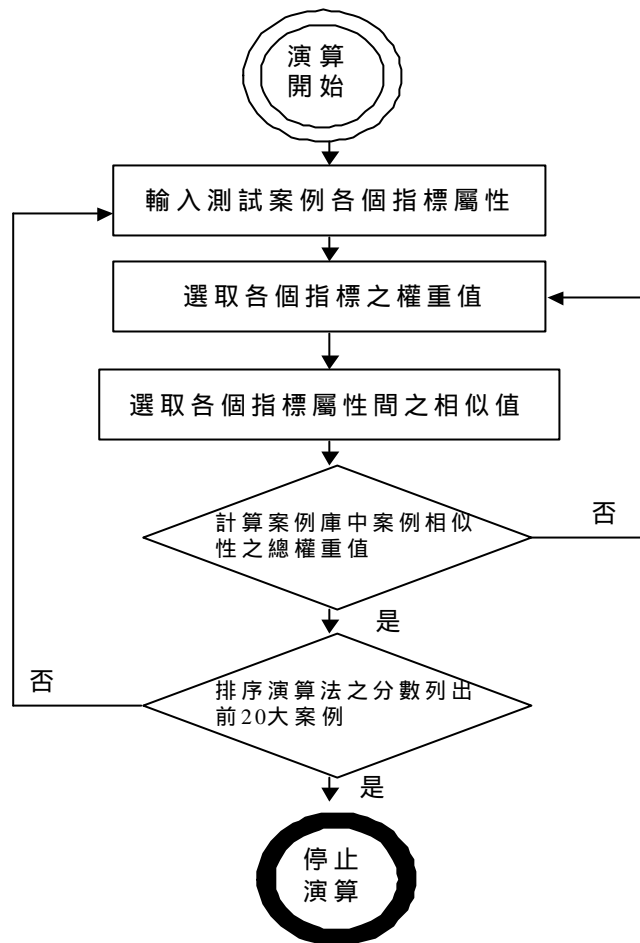 演算
開始
輸入測試案例各個指標屬性
選取各個指標之權重值
選取各個指標屬性間之相似值
計算案例庫中案例相似
性之總權重值
否
是
排序演算法之分數列出
前20大案例
否
是
停止
演算